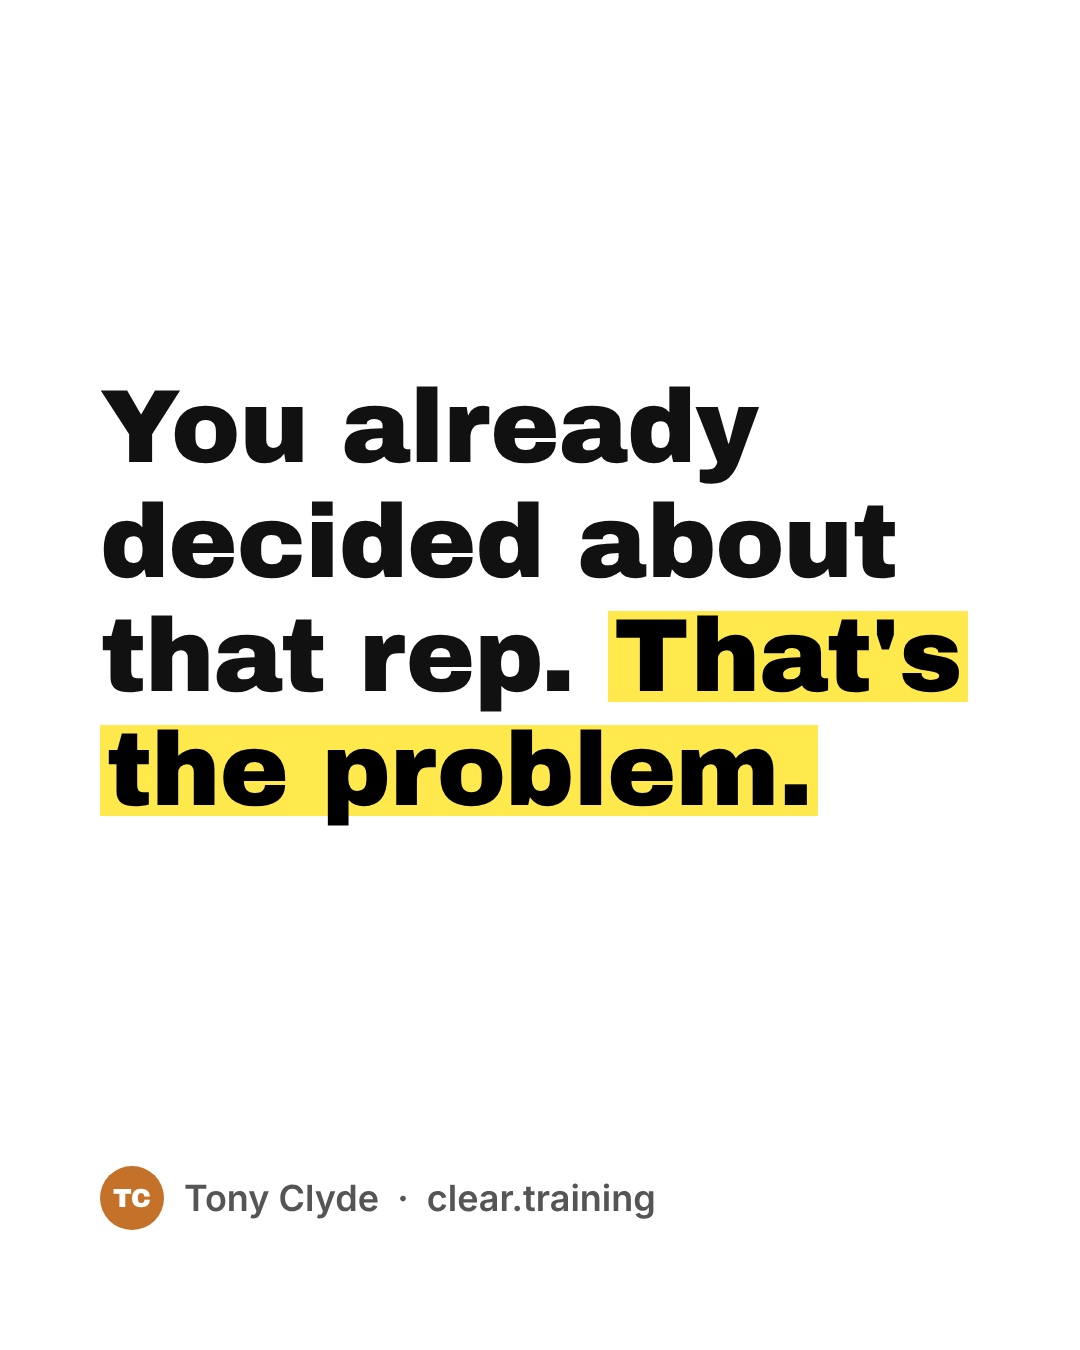 You already
decided about
that rep. That's
the problem.
TC Tony Clyde · clear.training